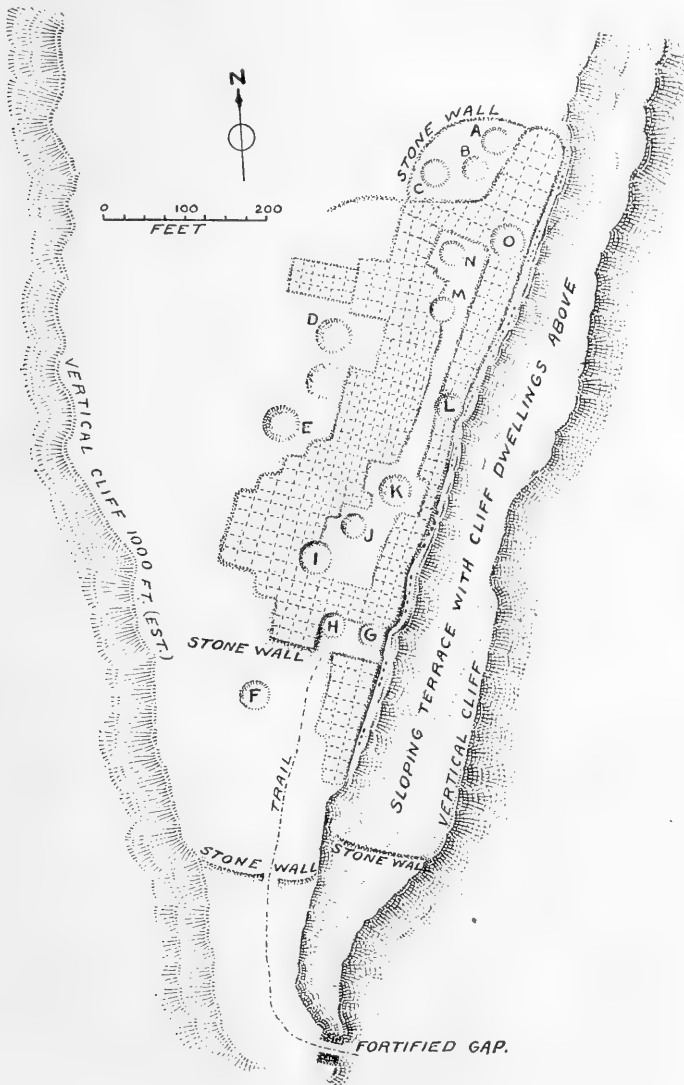 N
STONE WALL
A
B
C
0 100 200
FEET
O
N
M
D
E
L
K
J
I
H
G
VERTICAL CLIFF 1000 FT. (EST.)
SLOPING TERRACE WITH CLIFF DWELLINGS ABOVE
VERTICAL CLIFF
STONE WALL
F
TRAIL
STONE WALL
STONE WALL
FORTIFIED GAP.